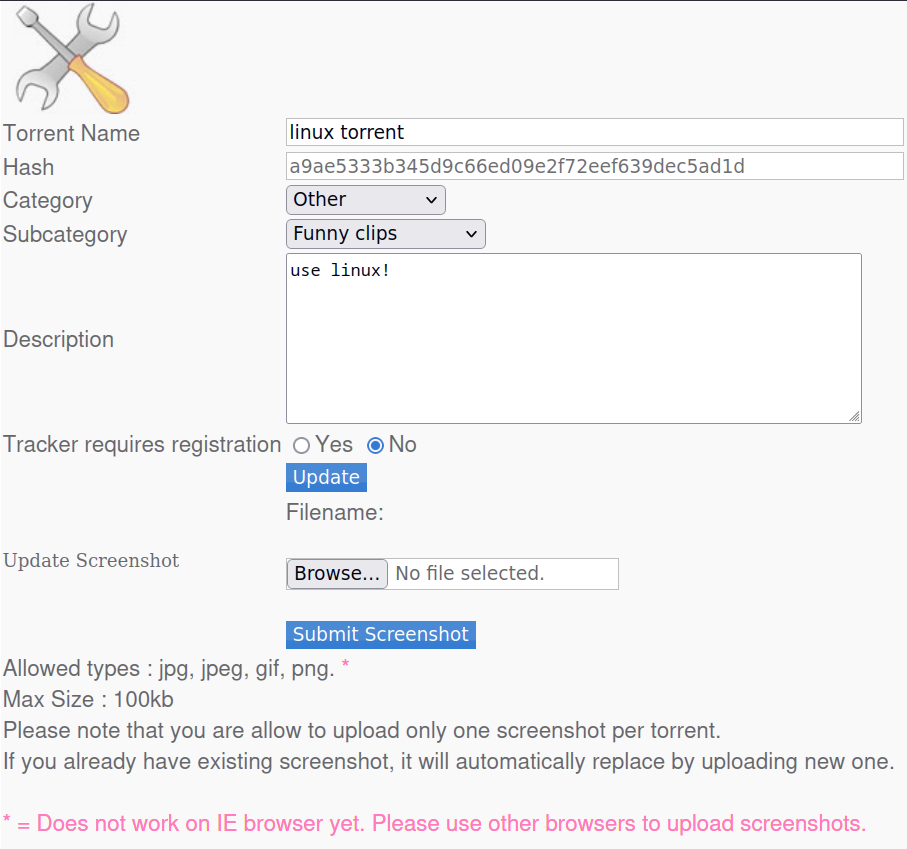 Torrent Name linux torrent
Hash a9ae5333b345d9c66ed09e2f72eef639dec5ad1d
Category Other
Subcategory Funny clips
Description use linux!
Tracker requires registration Yes No
Update
Filename:
Update Screenshot Browse... No file selected.
Submit Screenshot
Allowed types : jpg, jpeg, gif, png. *
Max Size : 100kb
Please note that you are allow to upload only one screenshot per torrent.
If you already have existing screenshot, it will automatically replace by uploading new one.
* = Does not work on IE browser yet. Please use other browsers to upload screenshots.